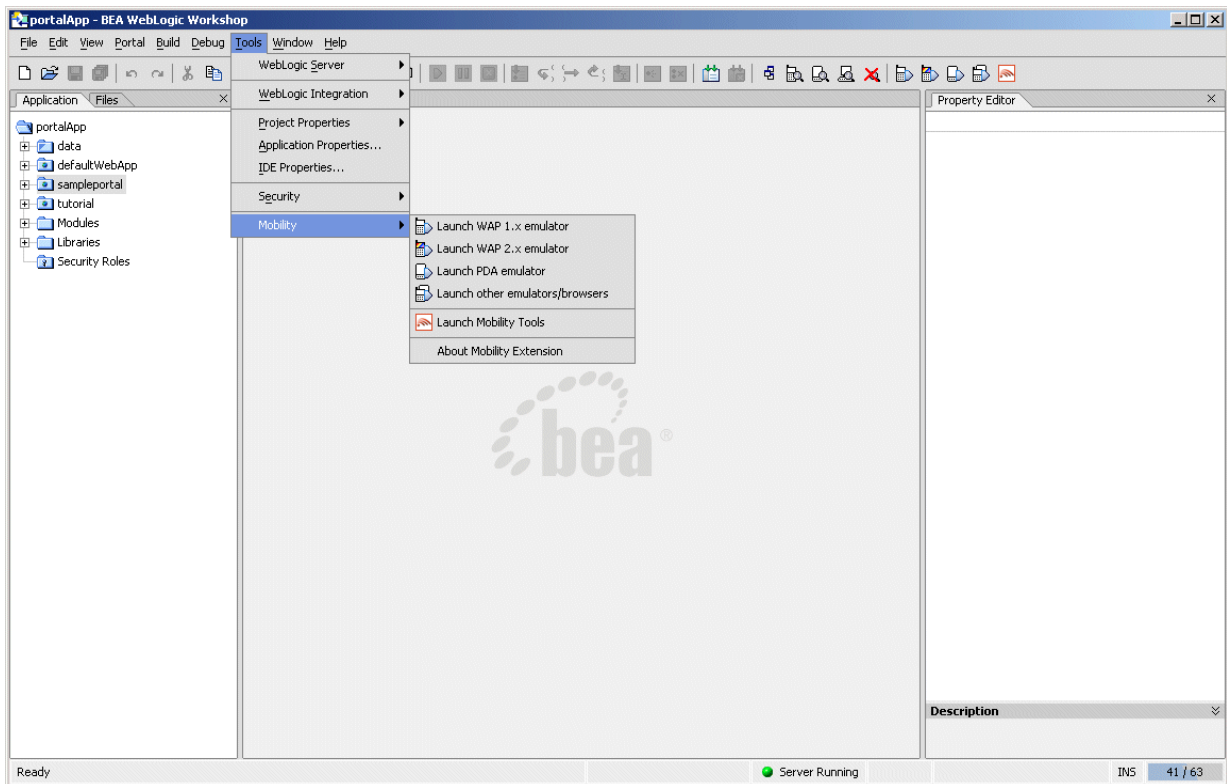 portalApp - BEA WebLogic Workshop
File Edit View Portal Build Debug Tools Window Help
WebLogic Server
WebLogic Integration
Project Properties
Application Properties...
IDE Properties...
Security
Mobility
Launch WAP 1.x emulator
Launch WAP 2.x emulator
Launch PDA emulator
Launch other emulators/browsers
Launch Mobility Tools
About Mobility Extension
Application Files
portalApp
data
defaultWebApp
sampleportal
tutorial
Modules
Libraries
Security Roles
bea®
Property Editor
Description
Ready Server Running INS 41 / 63